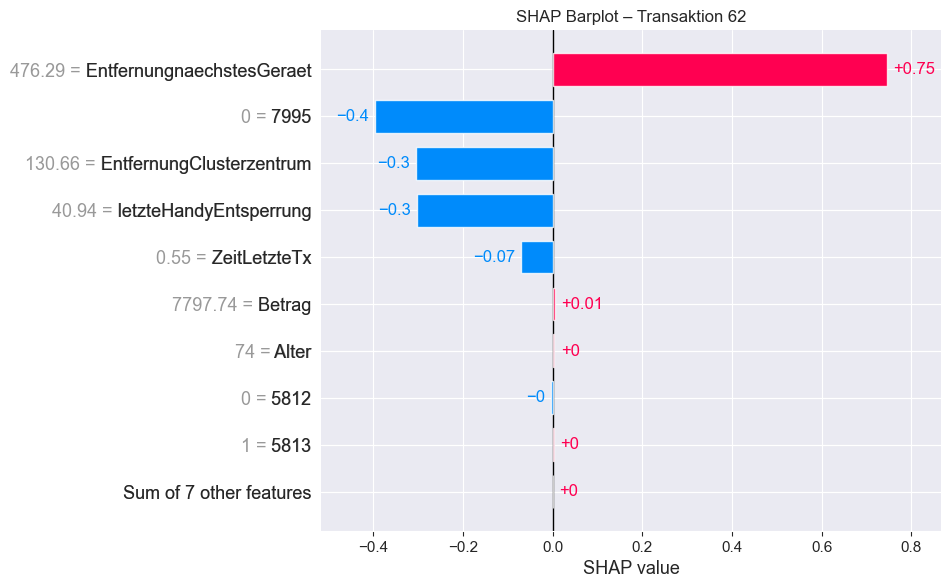 SHAP Barplot – Transaktion 62
476.29 = EntfernungnaechstesGeraet
+0.75
0 = 7995
−0.4
130.66 = EntfernungClusterzentrum
−0.3
40.94 = letzteHandyEntsperrung
−0.3
0.55 = ZeitLetzteTx
−0.07
7797.74 = Betrag
+0.01
74 = Alter
+0
0 = 5812
−0
1 = 5813
+0
Sum of 7 other features
+0
−0.4 −0.2 0.0 0.2 0.4 0.6 0.8
SHAP value